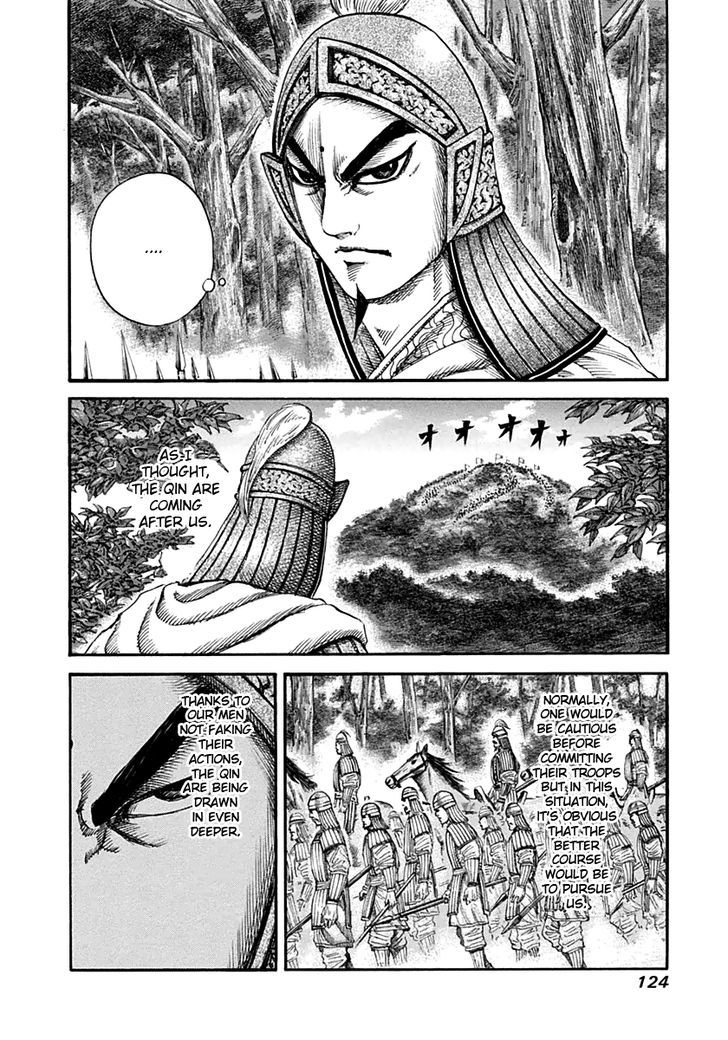 ....
オオオオォ
AS I
THOUGHT,
THE QIN ARE
COMING
AFTER US.
NORMALLY,
ONE WOULD
BE CAUTIOUS
BEFORE
COMMITTING
THEIR TROOPS
BUT IN THIS
SITUATION,
IT'S OBVIOUS
THAT THE
BETTER
COURSE
WOULD BE
TO PURSUE
US.
THANKS TO
OUR MEN
NOT FAKING
THEIR
ACTIONS,
THE QIN
ARE BEING
DRAWN
IN EVEN
DEEPER.
124